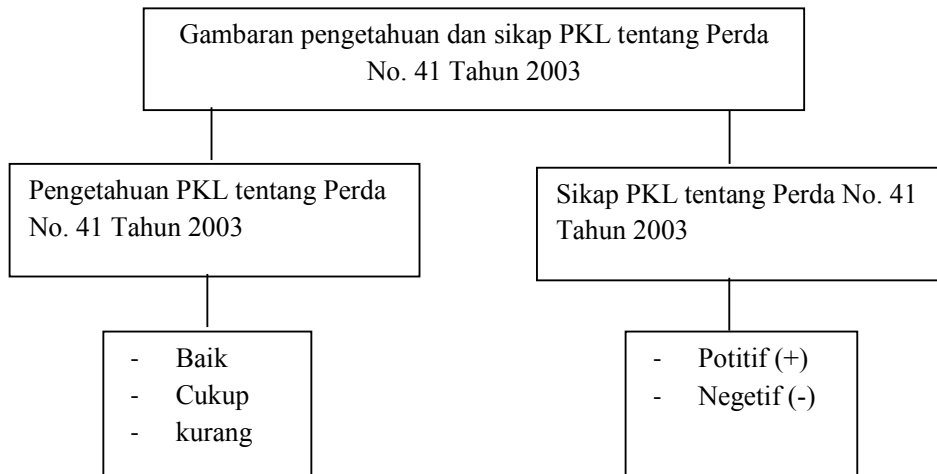 Gambaran pengetahuan dan sikap PKL tentang Perda
No. 41 Tahun 2003
Pengetahuan PKL tentang Perda
No. 41 Tahun 2003
Sikap PKL tentang Perda No. 41
Tahun 2003
- Baik
- Cukup
- kurang
- Potitif (+)
- Negetif (-)